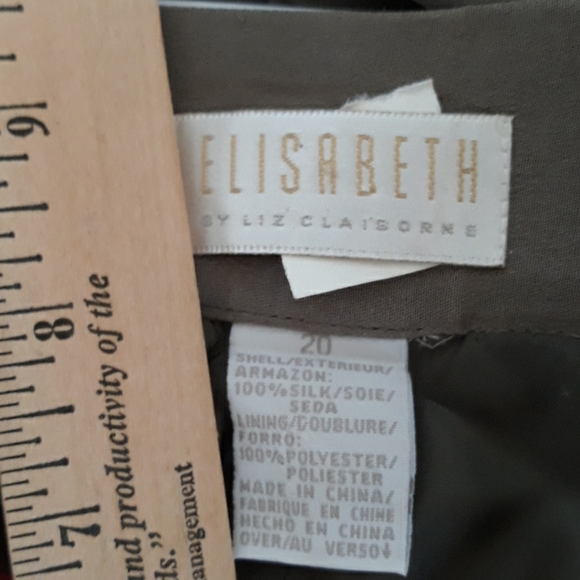 ELISABETH
BY LIZ CLAIBORNE
20
SHELL/EXTERIEUR/
ARMAZON:
100% SILK/SOIE/
SEDA
LINING/DOUBLURE/
FORRO:
100% POLYESTER/
POLIESTER
MADE IN CHINA/
FABRIQUE EN CHINE
HECHO EN CHINA
OVER/AU VERSO↓
9
8
7
and productivity of the
ds.”
anagement